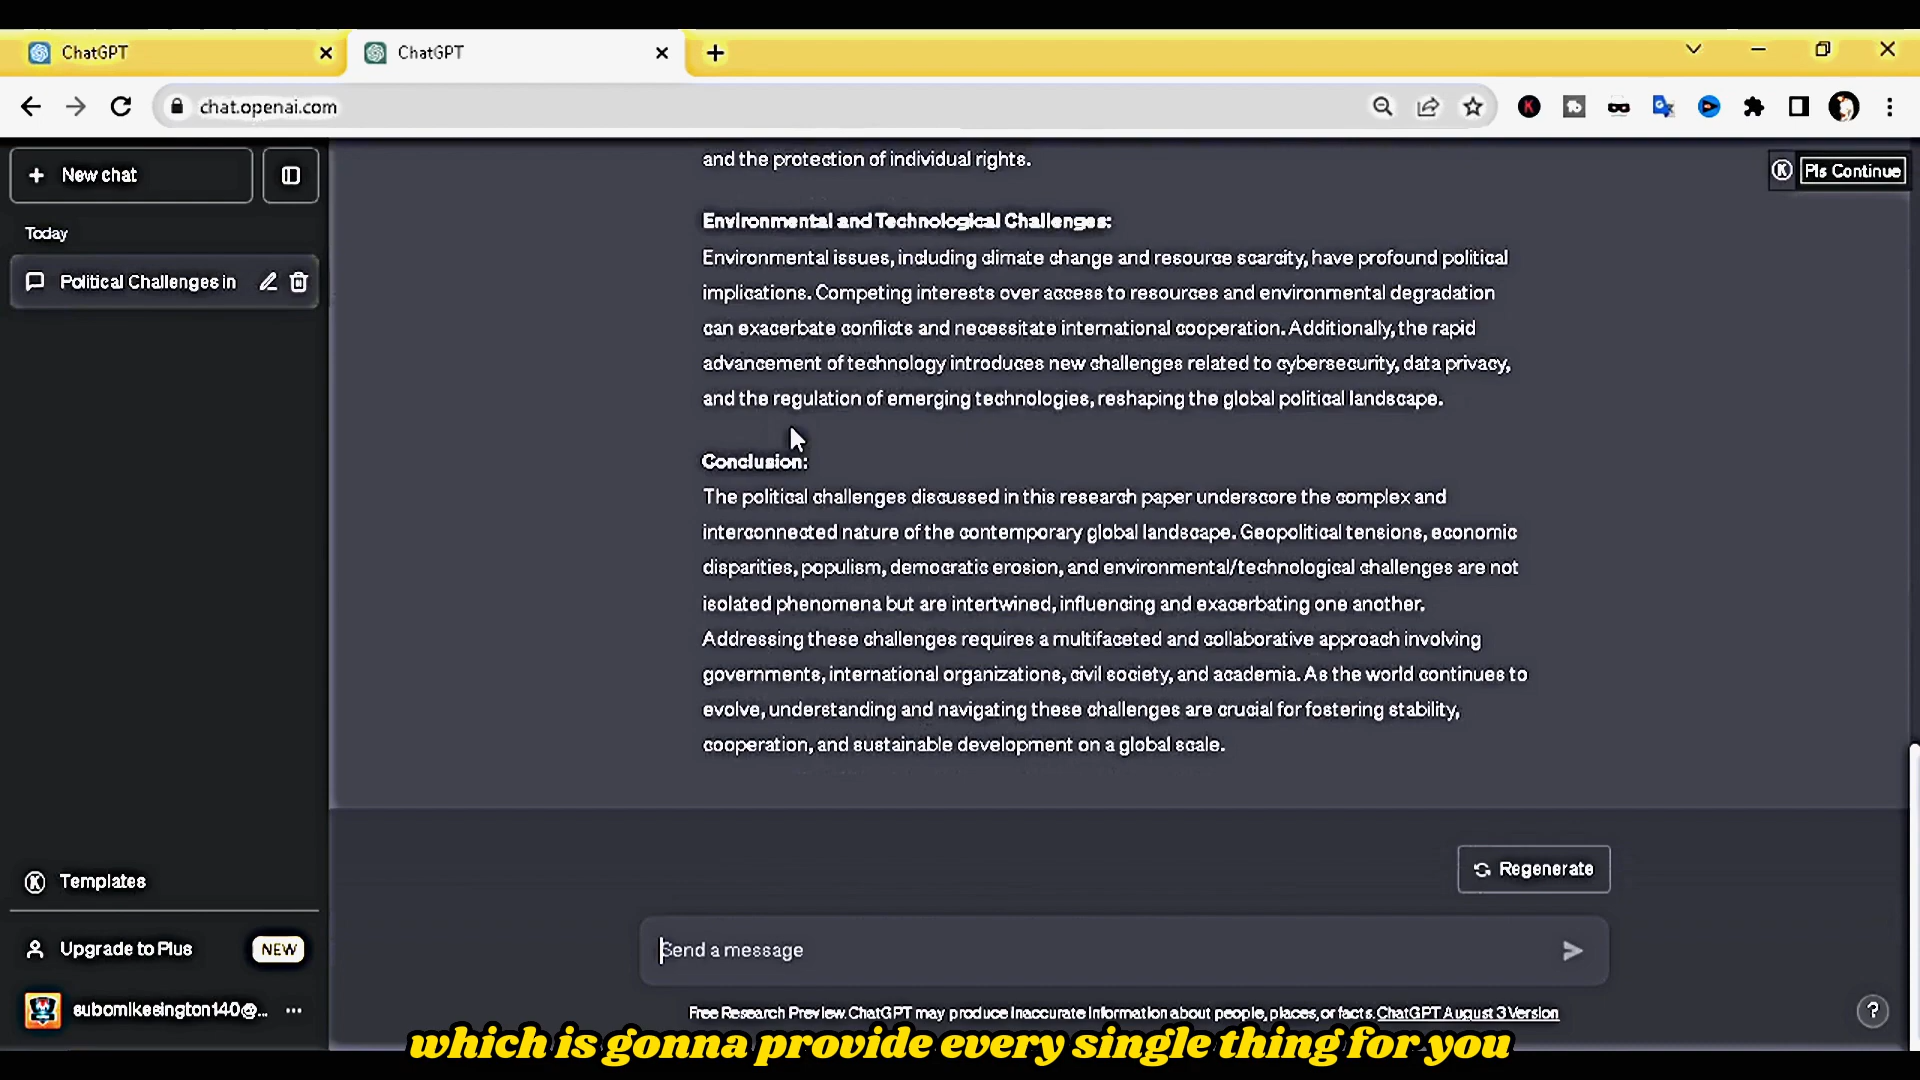 ChatGPT
ChatGPT
chat.openai.com
New chat
Today
Political Challenges in
Templates
Upgrade to Plus NEW
subomikesington140@...
and the protection of individual rights.
Pls Continue
Environmental and Technological Challenges:
Environmental issues, including climate change and resource scarcity, have profound political
implications. Competing interests over access to resources and environmental degradation
can exacerbate conflicts and necessitate international cooperation. Additionally, the rapid
advancement of technology introduces new challenges related to cybersecurity, data privacy,
and the regulation of emerging technologies, reshaping the global political landscape.
Conclusion:
The political challenges discussed in this research paper underscore the complex and
interconnected nature of the contemporary global landscape. Geopolitical tensions, economic
disparities, populism, democratic erosion, and environmental/technological challenges are not
isolated phenomena but are intertwined, influencing and exacerbating one another.
Addressing these challenges requires a multifaceted and collaborative approach involving
governments, international organizations, civil society, and academia. As the world continues to
evolve, understanding and navigating these challenges are crucial for fostering stability,
cooperation, and sustainable development on a global scale.
Regenerate
Send a message
Free Research Preview. ChatGPT may produce inaccurate information about people, places, or facts. ChatGPT August 3 Version
?
which is gonna provide every single thing for you